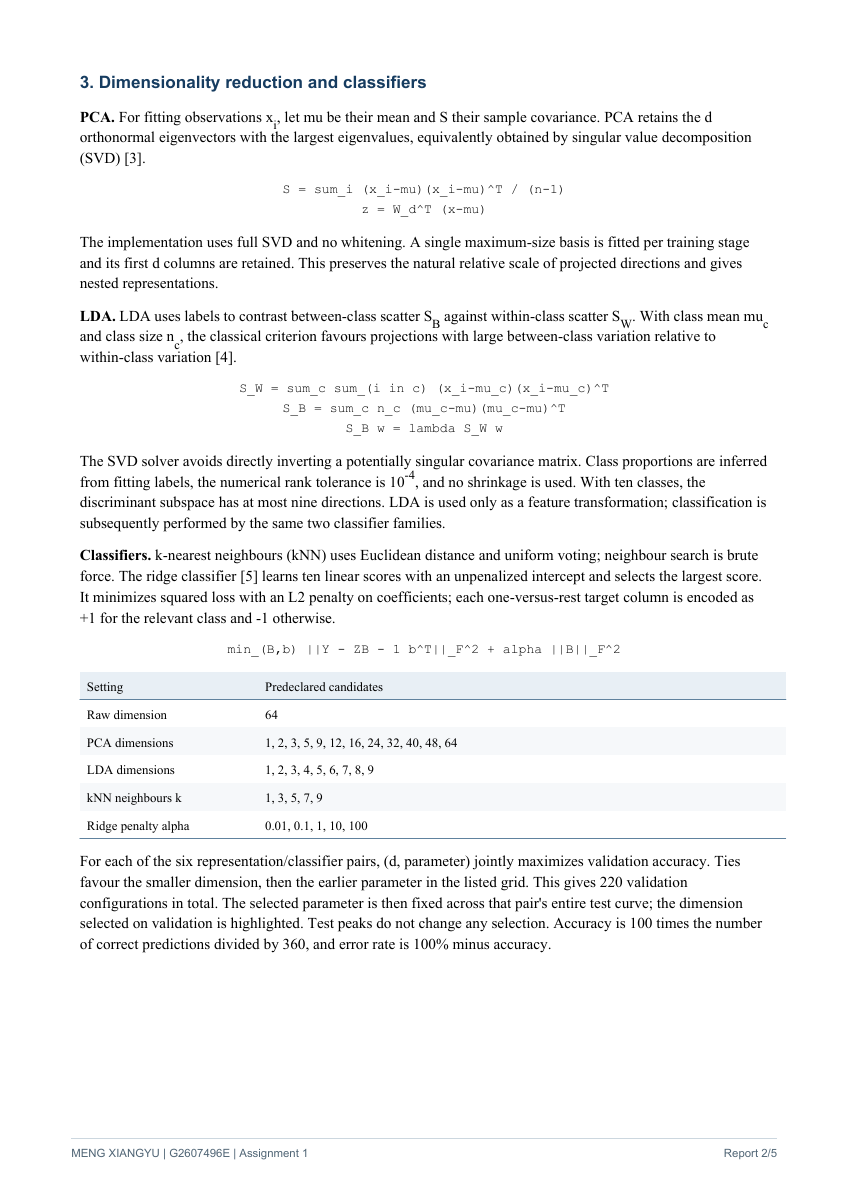 3. Dimensionality reduction and classifiers
PCA. For fitting observations x_i, let mu be their mean and S their sample covariance. PCA retains the d
orthonormal eigenvectors with the largest eigenvalues, equivalently obtained by singular value decomposition
(SVD) [3].
S = sum_i (x_i-mu)(x_i-mu)^T / (n-1)
z = W_d^T (x-mu)
The implementation uses full SVD and no whitening. A single maximum-size basis is fitted per training stage
and its first d columns are retained. This preserves the natural relative scale of projected directions and gives
nested representations.
LDA. LDA uses labels to contrast between-class scatter S_B against within-class scatter S_W. With class mean mu_c
and class size n_c, the classical criterion favours projections with large between-class variation relative to
within-class variation [4].
S_W = sum_c sum_(i in c) (x_i-mu_c)(x_i-mu_c)^T
S_B = sum_c n_c (mu_c-mu)(mu_c-mu)^T
S_B w = lambda S_W w
The SVD solver avoids directly inverting a potentially singular covariance matrix. Class proportions are inferred
from fitting labels, the numerical rank tolerance is 10^-4, and no shrinkage is used. With ten classes, the
discriminant subspace has at most nine directions. LDA is used only as a feature transformation; classification is
subsequently performed by the same two classifier families.
Classifiers. k-nearest neighbours (kNN) uses Euclidean distance and uniform voting; neighbour search is brute
force. The ridge classifier [5] learns ten linear scores with an unpenalized intercept and selects the largest score.
It minimizes squared loss with an L2 penalty on coefficients; each one-versus-rest target column is encoded as
+1 for the relevant class and -1 otherwise.
min_(B,b) ||Y - ZB - 1 b^T||_F^2 + alpha ||B||_F^2
Setting Predeclared candidates
Raw dimension 64
PCA dimensions 1, 2, 3, 5, 9, 12, 16, 24, 32, 40, 48, 64
LDA dimensions 1, 2, 3, 4, 5, 6, 7, 8, 9
kNN neighbours k 1, 3, 5, 7, 9
Ridge penalty alpha 0.01, 0.1, 1, 10, 100
For each of the six representation/classifier pairs, (d, parameter) jointly maximizes validation accuracy. Ties
favour the smaller dimension, then the earlier parameter in the listed grid. This gives 220 validation
configurations in total. The selected parameter is then fixed across that pair's entire test curve; the dimension
selected on validation is highlighted. Test peaks do not change any selection. Accuracy is 100 times the number
of correct predictions divided by 360, and error rate is 100% minus accuracy.
MENG XIANGYU | G2607496E | Assignment 1 Report 2/5